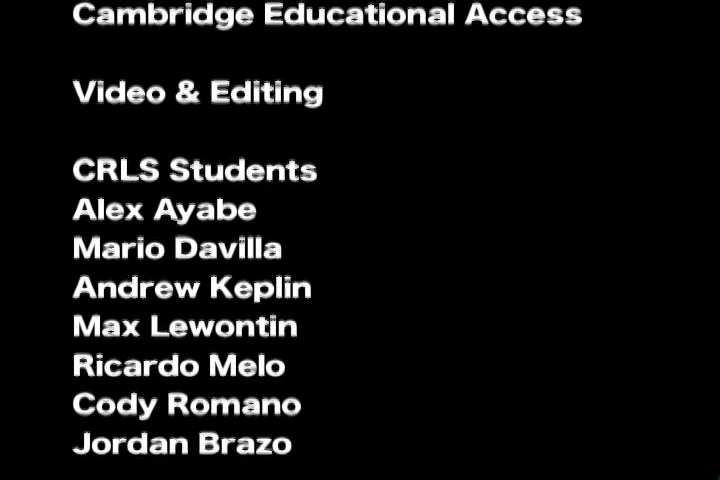 Cambridge Educational Access
Video & Editing
CRLS Students
Alex Ayabe
Mario Davilla
Andrew Keplin
Max Lewontin
Ricardo Melo
Cody Romano
Jordan Brazo